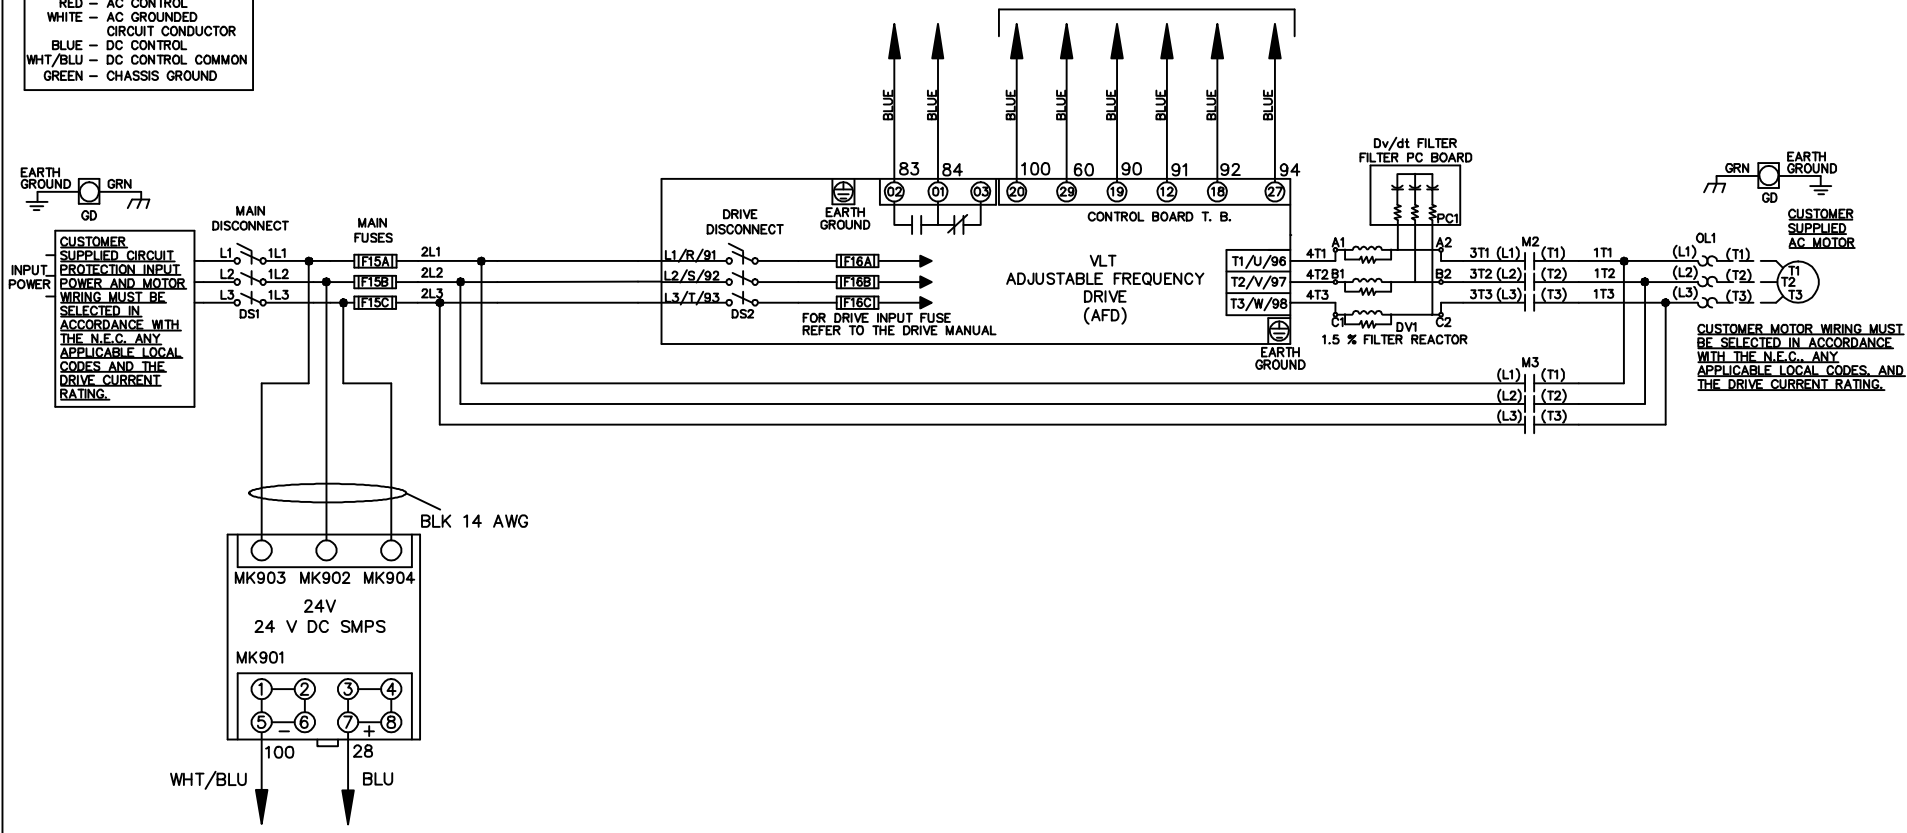 RED – AC CONTROL
WHITE – AC GROUNDED
CIRCUIT CONDUCTOR
BLUE – DC CONTROL
WHT/BLU – DC CONTROL COMMON
GREEN – CHASSIS GROUND
BLUE BLUE BLUE BLUE BLUE BLUE BLUE BLUE
83 84 100 60 90 91 92 94
02 01 03 20 29 19 12 18 27
EARTH
GROUND
GRN
GD
INPUT
POWER
CUSTOMER
SUPPLIED CIRCUIT
PROTECTION INPUT
POWER AND MOTOR
WIRING MUST BE
SELECTED IN
ACCORDANCE WITH
THE N.E.C. ANY
APPLICABLE LOCAL
CODES AND THE
DRIVE CURRENT
RATING.
MAIN
DISCONNECT
L1 1L1
L2 1L2
L3 1L3
DS1
MAIN
FUSES
F15A
F15B
F15C
2L1
2L2
2L3
L1/R/91
L2/S/92
L3/T/93
DRIVE
DISCONNECT
DS2
EARTH
GROUND
F16A
F16B
F16C
FOR DRIVE INPUT FUSE
REFER TO THE DRIVE MANUAL
CONTROL BOARD T. B.
VLT
ADJUSTABLE FREQUENCY
DRIVE
(AFD)
T1/U/96
T2/V/97
T3/W/98
EARTH
GROUND
4T1
4T2
4T3
Dv/dt FILTER
FILTER PC BOARD
PC1
A1 A2
B1 B2
C1 C2
DV1
1.5 % FILTER REACTOR
M2
3T1 (L1) (T1) 1T1
3T2 (L2) (T2) 1T2
3T3 (L3) (T3) 1T3
M3
(L1) (T1)
(L2) (T2)
(L3) (T3)
OL1
(L1) (T1)
(L2) (T2)
(L3) (T3)
T1
T2
T3
GRN
EARTH
GROUND
GD
CUSTOMER
SUPPLIED
AC MOTOR
CUSTOMER MOTOR WIRING MUST
BE SELECTED IN ACCORDANCE
WITH THE N.E.C., ANY
APPLICABLE LOCAL CODES, AND
THE DRIVE CURRENT RATING.
BLK 14 AWG
MK903 MK902 MK904
24V
24 V DC SMPS
MK901
1 2 3 4
5 6 7 8
– +
100 28
WHT/BLU BLU